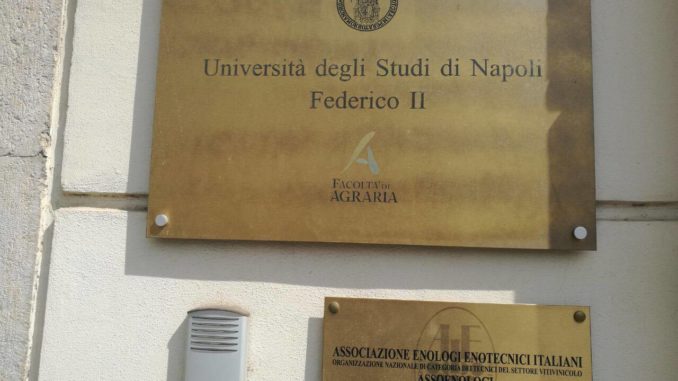 Università degli Studi di Napoli
Federico II
FACOLTÀ DI
AGRARIA
ASSOCIAZIONE ENOLOGI ENOTECNICI ITALIANI
ORGANIZZAZIONE NAZIONALE DI CATEGORIA DEI TECNICI DEL SETTORE VITIVINICOLO
ASSOENOLOGI